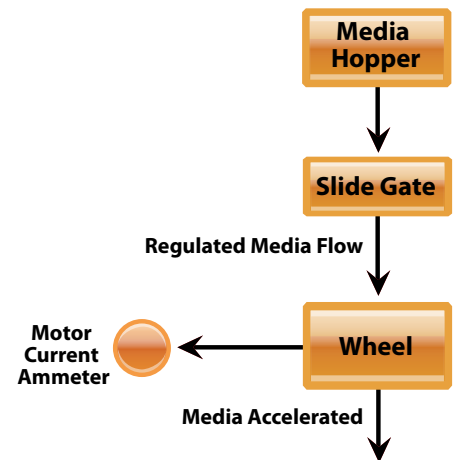 Media
Hopper
Slide Gate
Regulated Media Flow
Wheel
Motor
Current
Ammeter
Media Accelerated